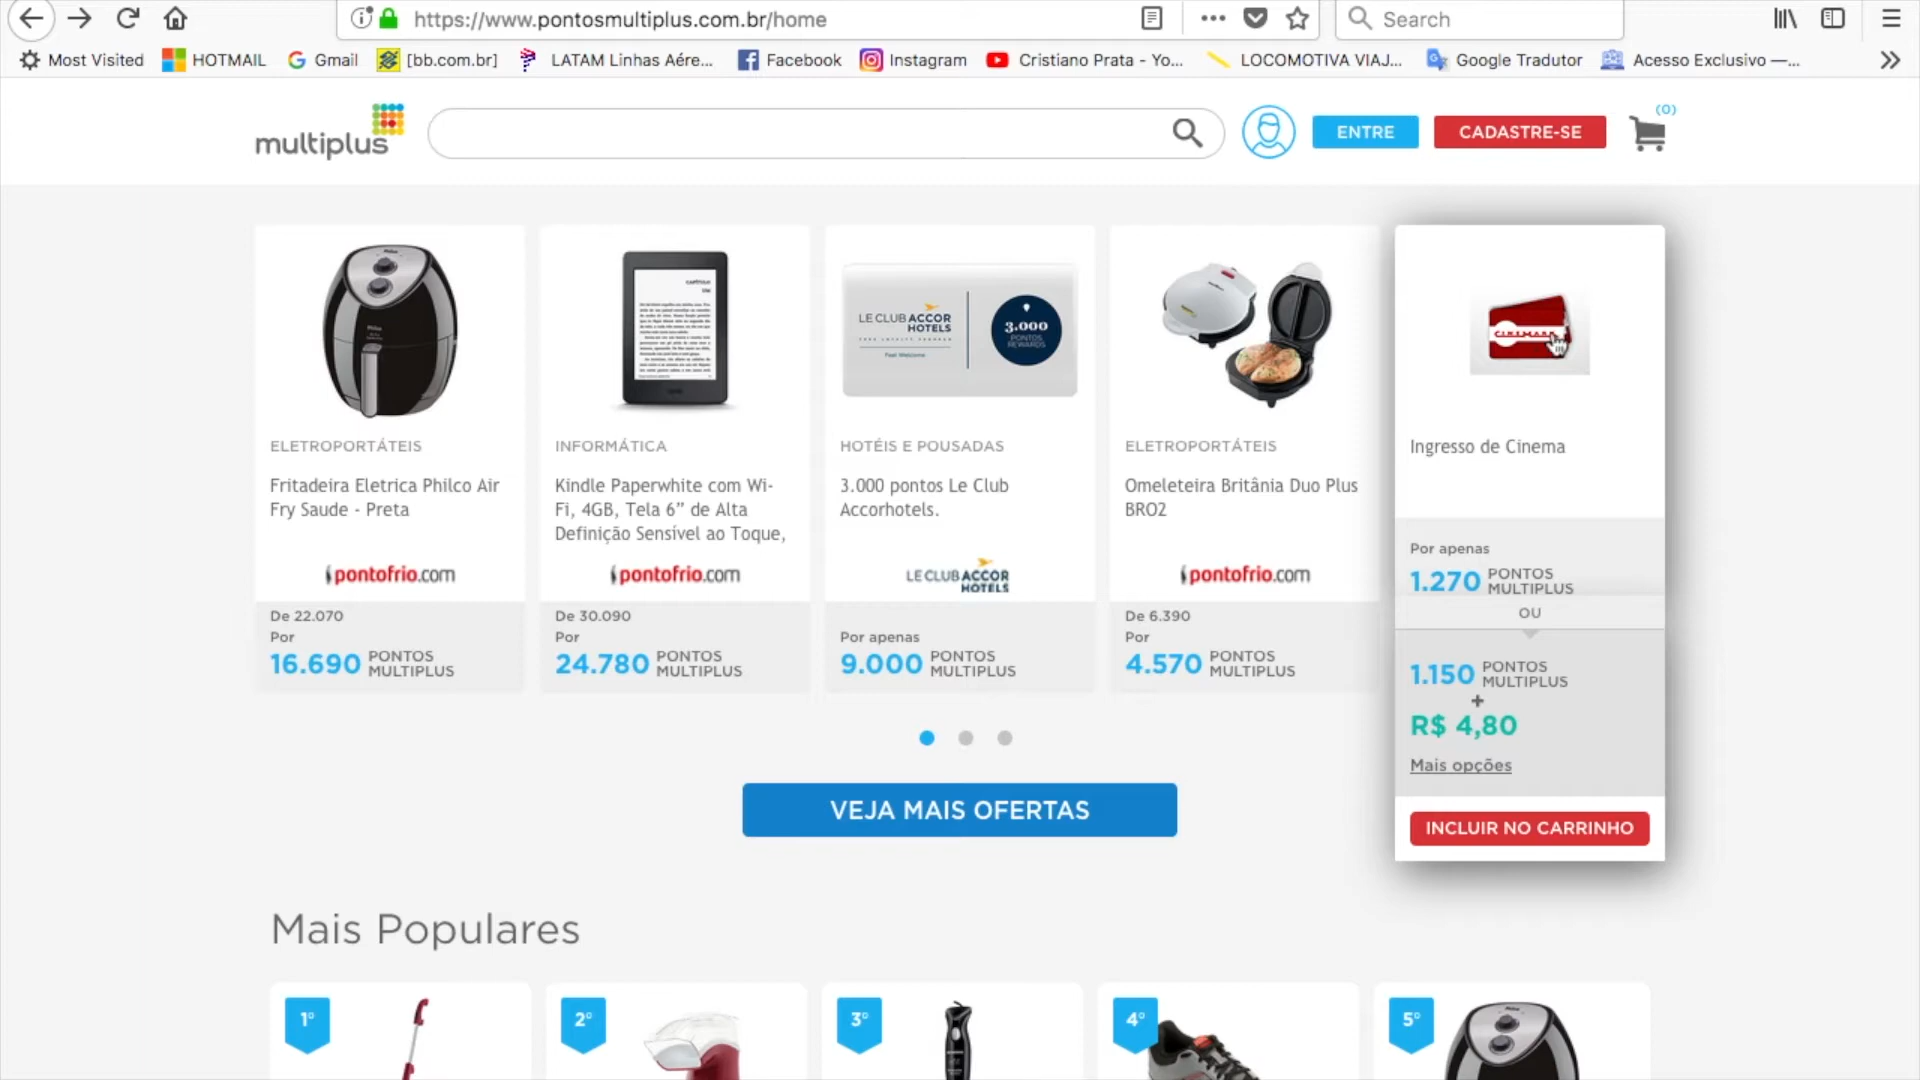 https://www.pontosmultiplus.com.br/home
Search
Most Visited
HOTMAIL
Gmail
[bb.com.br]
LATAM Linhas Aére...
Facebook
Instagram
Cristiano Prata - Yo...
LOCOMOTIVA VIAJ...
Google Tradutor
Acesso Exclusivo —...
multiplus
ENTRE
CADASTRE-SE
(0)
ELETROPORTÁTEIS
Fritadeira Eletrica Philco Air
Fry Saude - Preta
pontofrio.com
De 22.070
Por
16.690 PONTOS
MULTIPLUS
CAPÍTULO
INFORMÁTICA
Kindle Paperwhite com Wi-
Fi, 4GB, Tela 6” de Alta
Definição Sensível ao Toque,
pontofrio.com
De 30.090
Por
24.780 PONTOS
MULTIPLUS
LE CLUB ACCOR
HOTELS
Feel Welcome
3.000
PONTOS
REWARDS
HOTÉIS E POUSADAS
3.000 pontos Le Club
Accorhotels.
LE CLUB ACCOR
HOTELS
Por apenas
9.000 PONTOS
MULTIPLUS
ELETROPORTÁTEIS
Omeleteira Britânia Duo Plus
BRO2
pontofrio.com
De 6.390
Por
4.570 PONTOS
MULTIPLUS
CINEMARK
Ingresso de Cinema
Por apenas
1.270 PONTOS
MULTIPLUS
OU
1.150 PONTOS
MULTIPLUS
+
R$ 4,80
Mais opções
INCLUIR NO CARRINHO
VEJA MAIS OFERTAS
Mais Populares
1º
2º
3º
4º
5º